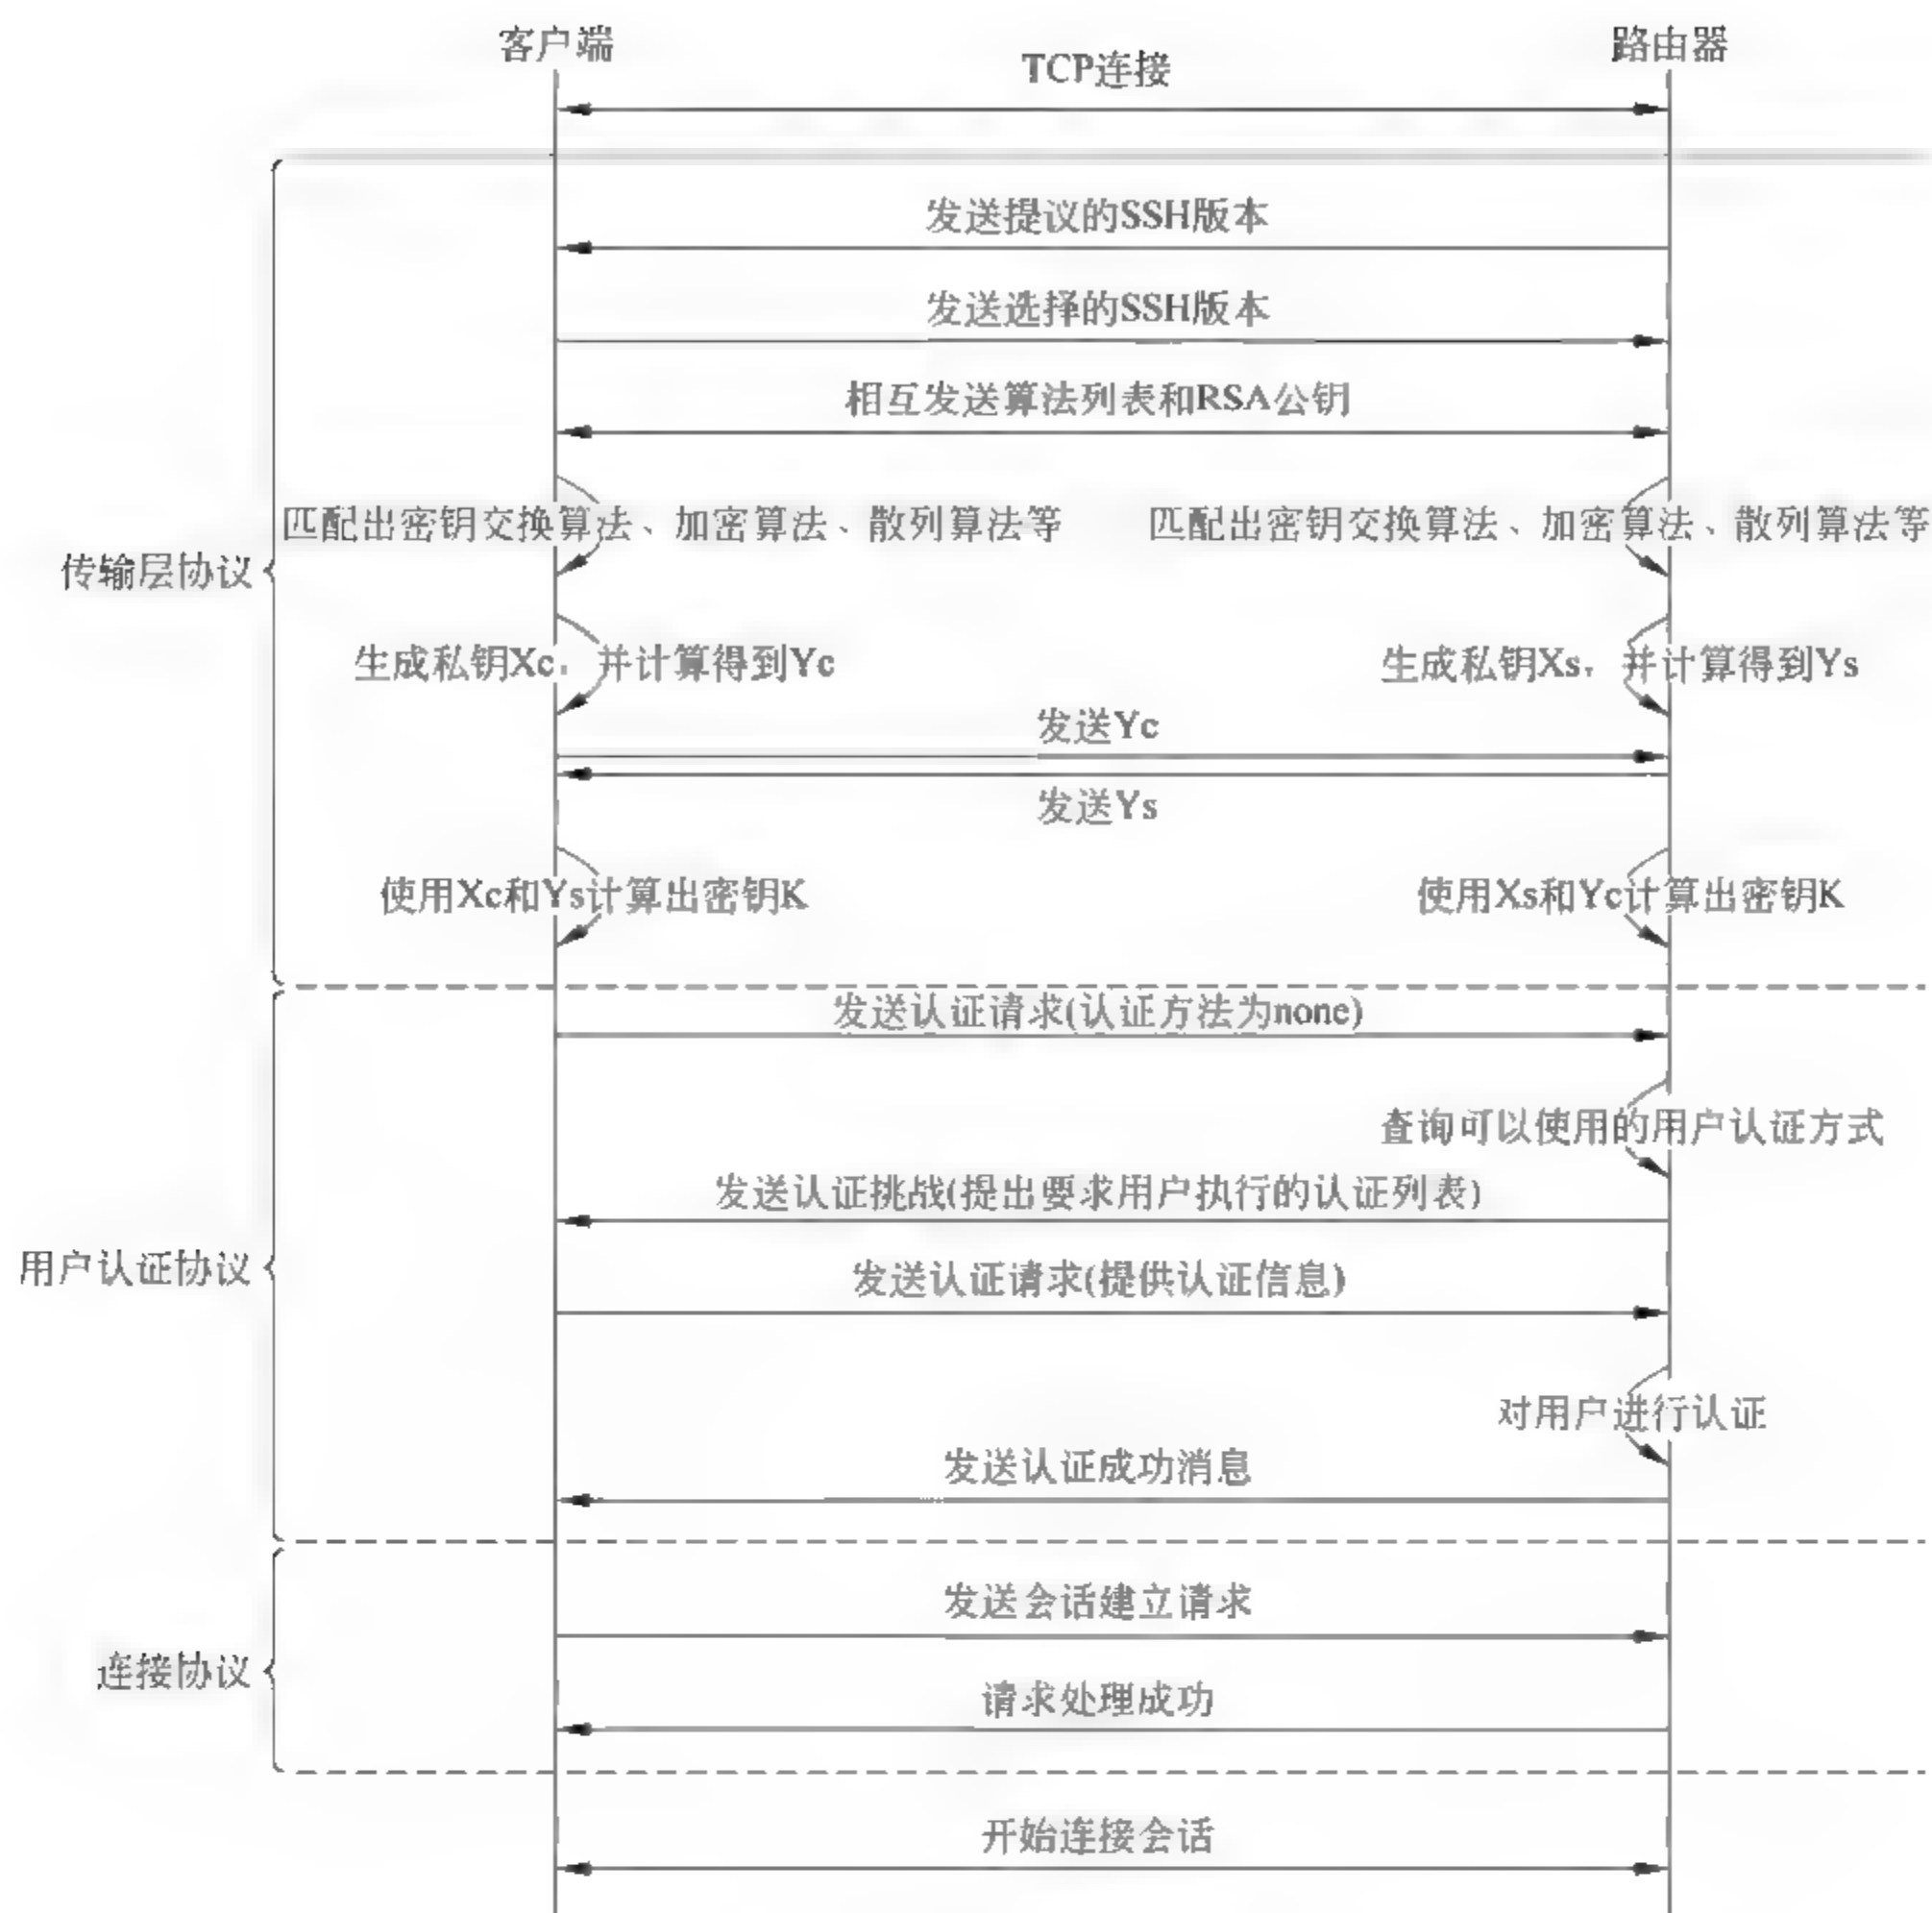 客户端
路由器
TCP连接
发送提议的SSH版本
发送选择的SSH版本
相互发送算法列表和RSA公钥
匹配出密钥交换算法、加密算法、散列算法等
匹配出密钥交换算法、加密算法、散列算法等
传输层协议
生成私钥Xc，并计算得到Yc
生成私钥Xs，并计算得到Ys
发送Yc
发送Ys
使用Xc和Ys计算出密钥K
使用Xs和Yc计算出密钥K
发送认证请求(认证方法为none)
查询可以使用的用户认证方式
发送认证挑战(提出要求用户执行的认证列表)
用户认证协议
发送认证请求(提供认证信息)
对用户进行认证
发送认证成功消息
发送会话建立请求
连接协议
请求处理成功
开始连接会话